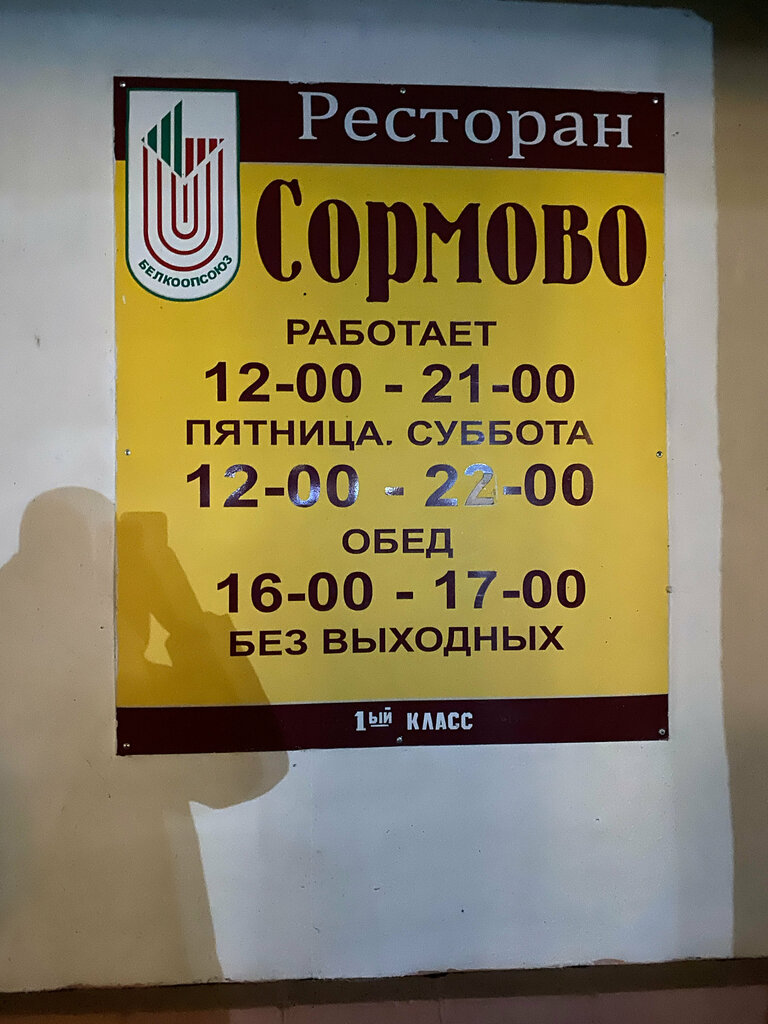 Ресторан
БЕЛКООПСОЮЗ
Сормово
РАБОТАЕТ
12-00 - 21-00
ПЯТНИЦА. СУББОТА
12-00 - 22-00
ОБЕД
16-00 - 17-00
БЕЗ ВЫХОДНЫХ
1ый КЛАСС